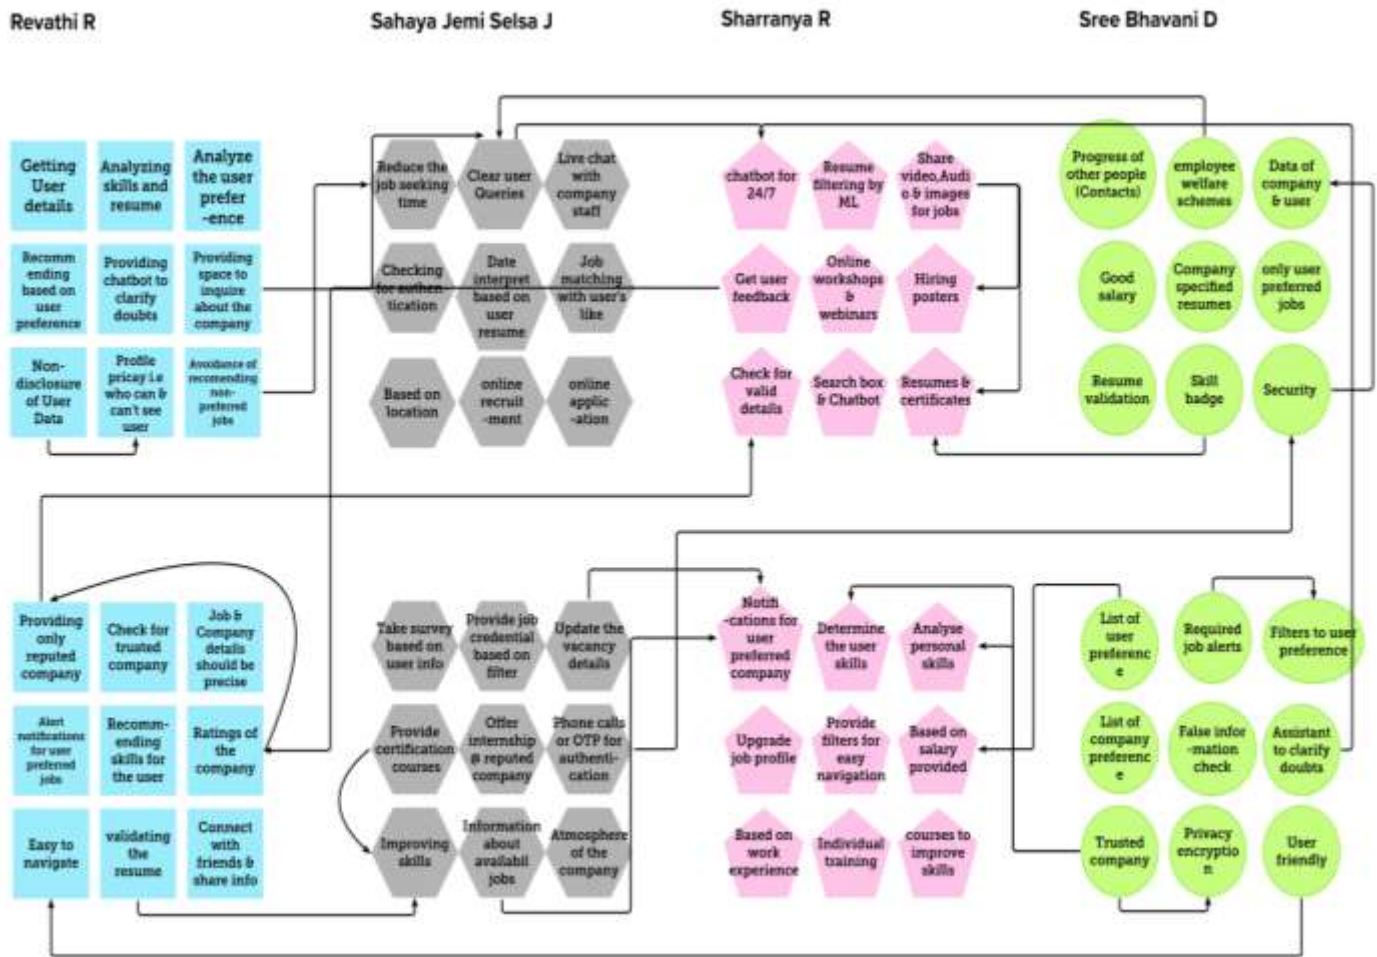 Revathi R
Sahaya Jemi Selsa J
Sharranya R
Sree Bhavani D
Getting
User
details
Analyzing
skills and
resume
Analyze
the user
prefer
-ence
Recomm
ending
based on
user
preference
Providing
chatbot to
clarify
doubts
Providing
space to
inquire
about the
company
Non-
disclosure
of User
Data
Profile
pricay i.e
who can &
can't see
user
Avoidance of
recomending
non-
preferred
jobs
Reduce the
job seeking
time
Clear user
Queries
Live chat
with
company
staff
Checking
for authen
-tication
Date
interpret
based on
user
resume
Job
matching
with user's
like
Based on
location
online
recruit
-ment
online
applic
-ation
chatbot for
24/7
Resume
filtering by
ML
Share
video,Audi
o & images
for jobs
Get user
feedback
Online
workshops
&
webinars
Hiring
posters
Check for
valid
details
Search box
& Chatbot
Resumes &
certificates
Progress of
other people
(Contacts)
employee
welfare
schemes
Data of
company
& user
Good
salary
Company
specified
resumes
only user
preferred
jobs
Resume
validation
Skill
badge
Security
Providing
only
reputed
company
Check for
trusted
company
Job &
Company
details
should be
precise
Alert
notifications
for user
preferred
jobs
Recomm-
ending
skills for
the user
Ratings of
the
company
Easy to
navigate
validating
the
resume
Connect
with
friends &
share info
Take survey
based on
user info
Provide job
credential
based on
filter
Update the
vacancy
details
Provide
certification
courses
Offer
internship
@ reputed
company
Phone calls
or OTP for
authenti-
cation
Improving
skills
Information
about
availabil
jobs
Atmosphere
of the
company
Notifi
-cations for
user
preferred
company
Determine
the user
skills
Analyse
personal
skills
Upgrade
job profile
Provide
filters for
easy
navigation
Based on
salary
provided
Based on
work
experience
Individual
training
courses to
improve
skills
List of
user
preferenc
e
Required
job alerts
Filters to user
preference
List of
company
preferenc
e
False infor
-mation
check
Assistant
to clarify
doubts
Trusted
company
Privacy
encryptio
n
User
friendly